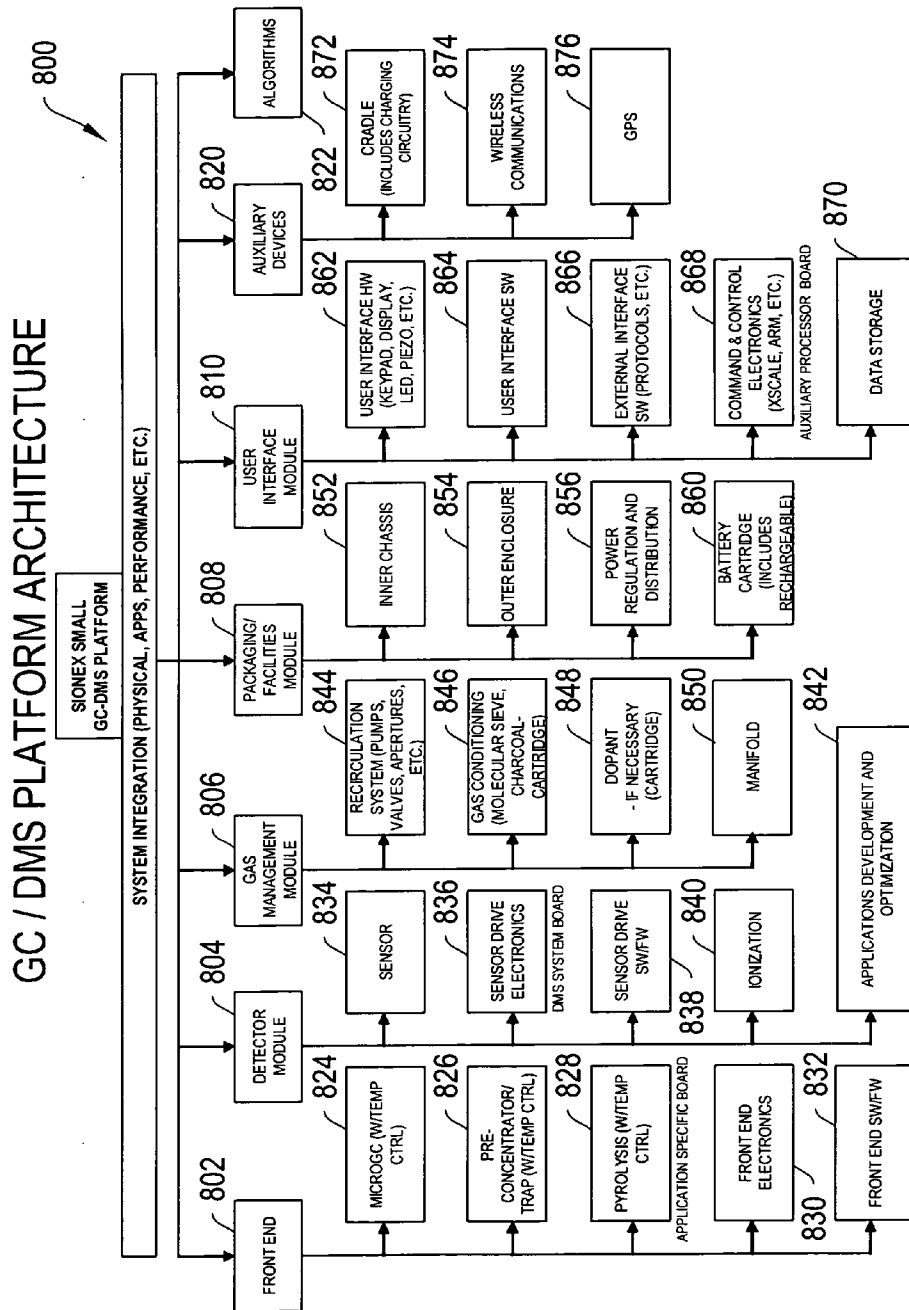 GC / DMS PLATFORM ARCHITECTURE
800
SIONEX SMALL
GC-DMS PLATFORM
SYSTEM INTEGRATION (PHYSICAL, APPS, PERFORMANCE, ETC.)
802
FRONT END
804
DETECTOR
MODULE
806
GAS
MANAGEMENT
MODULE
808
PACKAGING/
FACILITIES
MODULE
810
USER
INTERFACE
MODULE
820
AUXILIARY
DEVICES
822
ALGORITHMS
824
MICROGC (W/TEMP
CTRL)
826
PRE-
CONCENTRATOR/
TRAP (W/TEMP CTRL)
828
PYROLYSIS (W/TEMP
CTRL)
APPLICATION SPECIFIC BOARD
FRONT END
ELECTRONICS
830
832
FRONT END SW/FW
834
SENSOR
836
SENSOR DRIVE
ELECTRONICS
DMS SYSTEM BOARD
SENSOR DRIVE
SW/FW
838
840
IONIZATION
842
APPLICATIONS DEVELOPMENT AND
OPTIMIZATION
844
RECIRCULATION
SYSTEM (PUMPS,
VALVES, APERTURES,
ETC.)
846
GAS CONDITIONING
(MOLECULAR SIEVE,
CHARCOAL-
CARTRIDGE)
848
DOPANT
- IF NECESSARY
(CARTRIDGE)
850
MANIFOLD
852
INNER CHASSIS
854
OUTER ENCLOSURE
856
POWER
REGULATION AND
DISTRIBUTION
860
BATTERY
CARTRIDGE
(INCLUDES
RECHARGEABLE)
862
USER INTERFACE HW
(KEYPAD, DISPLAY,
LED, PIEZO, ETC.)
864
USER INTERFACE SW
866
EXTERNAL INTERFACE
SW (PROTOCOLS, ETC.)
868
COMMAND & CONTROL
ELECTRONICS
(XSCALE, ARM, ETC.)
AUXILIARY PROCESSOR BOARD
870
DATA STORAGE
872
CRADLE
(INCLUDES CHARGING
CIRCUITRY)
874
WIRELESS
COMMUNICATIONS
876
GPS